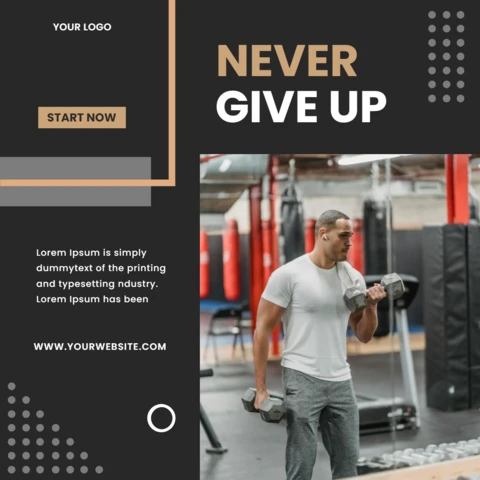 YOUR LOGO
NEVER
GIVE UP
START NOW
Lorem Ipsum is simply
dummytext of the printing
and typesetting ndustry.
Lorem Ipsum has been
WWW.YOURWEBSITE.COM